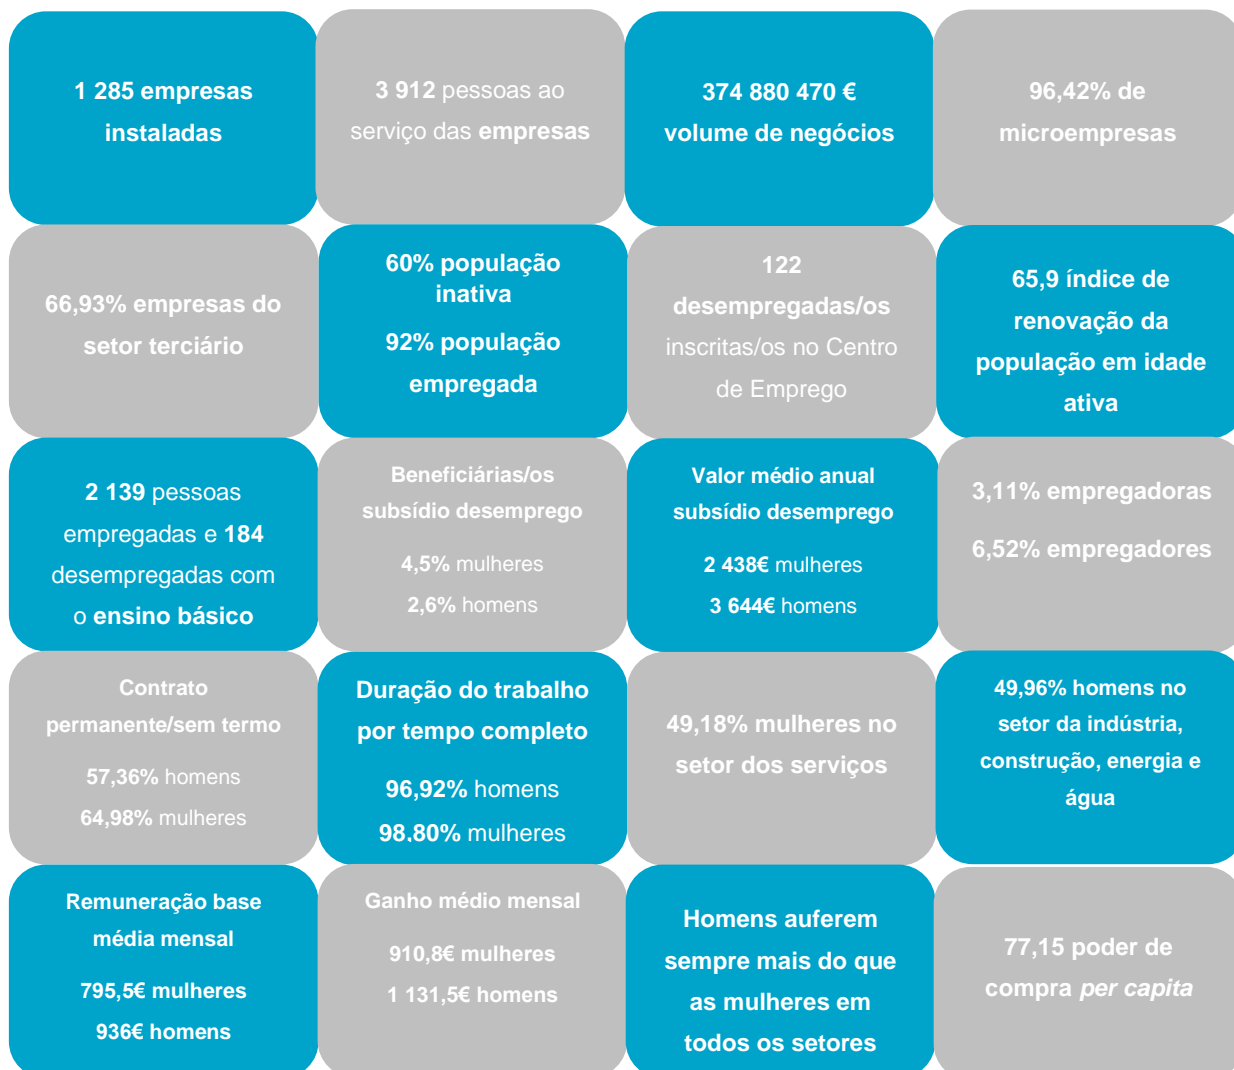 1 285 empresas
instaladas
3 912 pessoas ao
serviço das empresas
374 880 470 €
volume de negócios
96,42% de
microempresas
66,93% empresas do
setor terciário
60% população
inativa
92% população
empregada
122
desempregadas/os
inscritas/os no Centro
de Emprego
65,9 índice de
renovação da
população em idade
ativa
2 139 pessoas
empregadas e 184
desempregadas com
o ensino básico
Beneficiárias/os
subsídio desemprego
4,5% mulheres
2,6% homens
Valor médio anual
subsídio desemprego
2 438€ mulheres
3 644€ homens
3,11% empregadoras
6,52% empregadores
Contrato
permanente/sem termo
57,36% homens
64,98% mulheres
Duração do trabalho
por tempo completo
96,92% homens
98,80% mulheres
49,18% mulheres no
setor dos serviços
49,96% homens no
setor da indústria,
construção, energia e
água
Remuneração base
média mensal
795,5€ mulheres
936€ homens
Ganho médio mensal
910,8€ mulheres
1 131,5€ homens
Homens auferem
sempre mais do que
as mulheres em
todos os setores
77,15 poder de
compra per capita